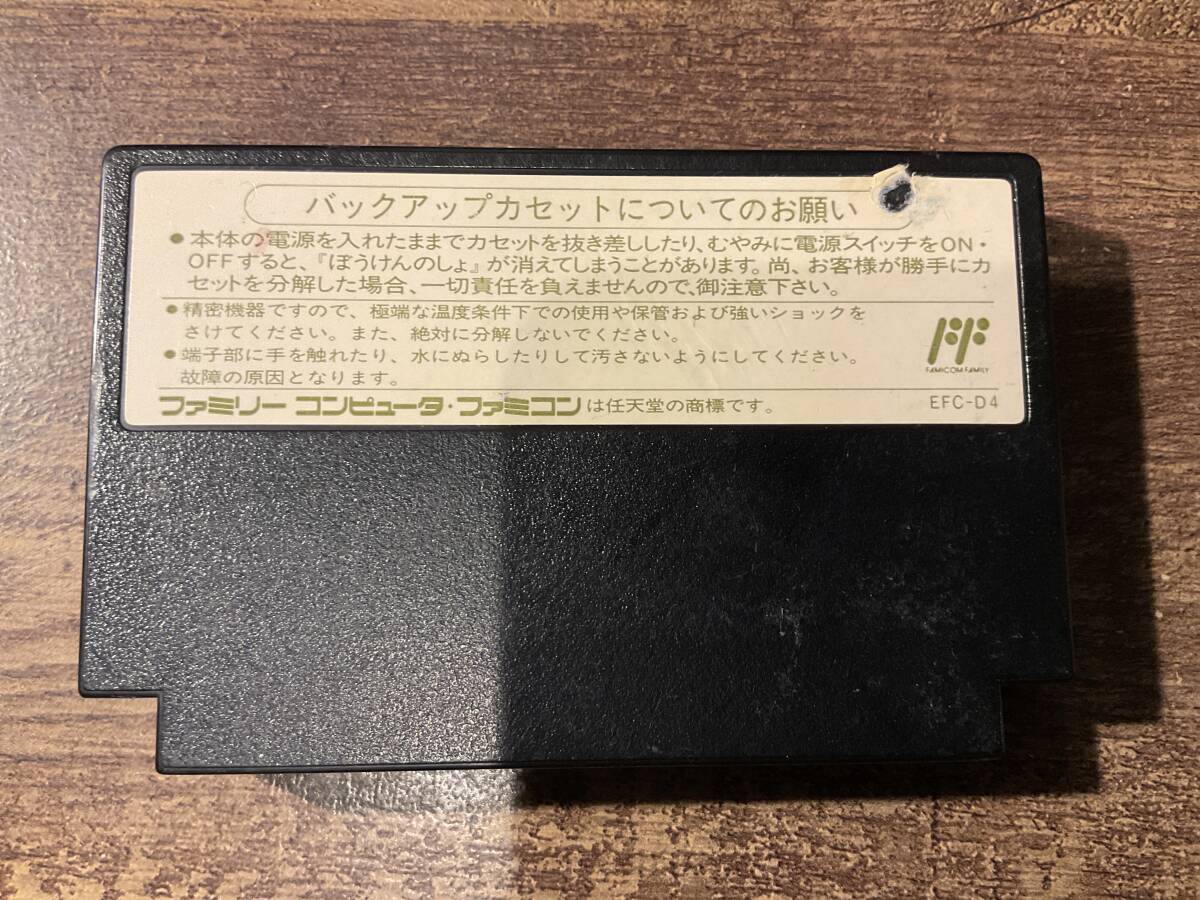 バックアップカセットについてのお願い
●本体の電源を入れたままでカセットを抜き差ししたり、むやみに電源スイッチをON・
OFFすると、『ぼうけんのしょ』が消えてしまうことがあります。尚、お客様が勝手にカ
セットを分解した場合、一切責任を負えませんので、御注意下さい。
●精密機器ですので、極端な温度条件下での使用や保管および強いショックを
さけてください。また、絶対に分解しないでください。
●端子部に手を触れたり、水にぬらしたりして汚さないようにしてください。
故障の原因となります。
FAMICOM FAMILY
ファミリー コンピュータ・ファミコンは任天堂の商標です。
EFC-D4